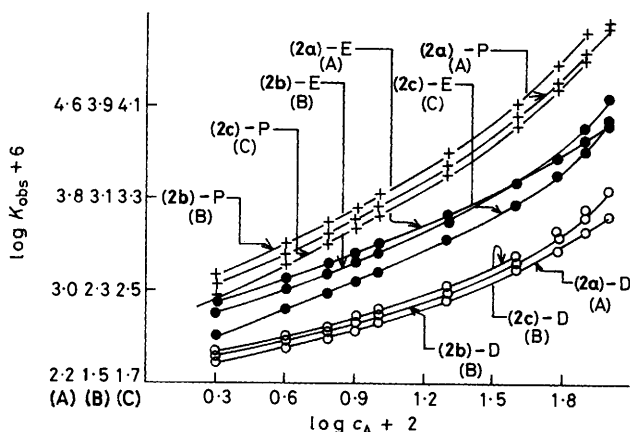 (2a)-E
(A)
(2a)-P
(A)
(2b)-E
(B)
(2c)-E
(C)
(2c)-P
(C)
(2b)-P
(B)
4·6 3·9 4·1
3·8 3·1 3·3
3·0 2·3 2·5
2·2 1·5 1·7
(A) (B) (C)
log Kobs + 6
(2a)-D
(A)
(2c)-D
(B)
(2b)-D
(B)
0·3 0·6 0·9 1·2 1·5 1·8
log cA + 2